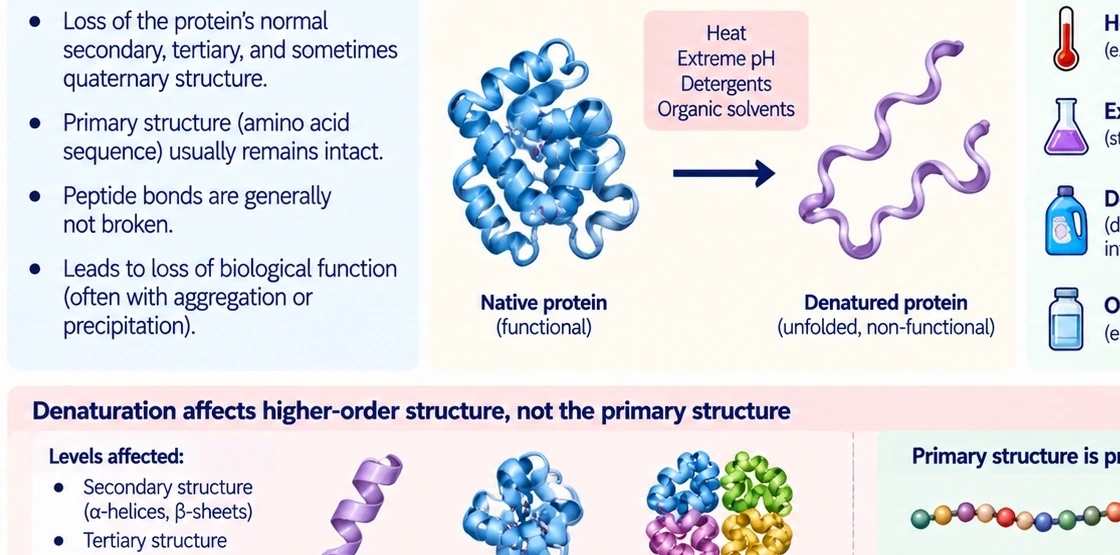 • Loss of the protein's normal
secondary, tertiary, and sometimes
quaternary structure.
• Primary structure (amino acid
sequence) usually remains intact.
• Peptide bonds are generally
not broken.
• Leads to loss of biological function
(often with aggregation or
precipitation).
Heat
Extreme pH
Detergents
Organic solvents
Native protein
(functional)
Denatured protein
(unfolded, non-functional)
Denaturation affects higher-order structure, not the primary structure
Levels affected:
• Secondary structure
(α-helices, β-sheets)
• Tertiary structure
Primary structure is